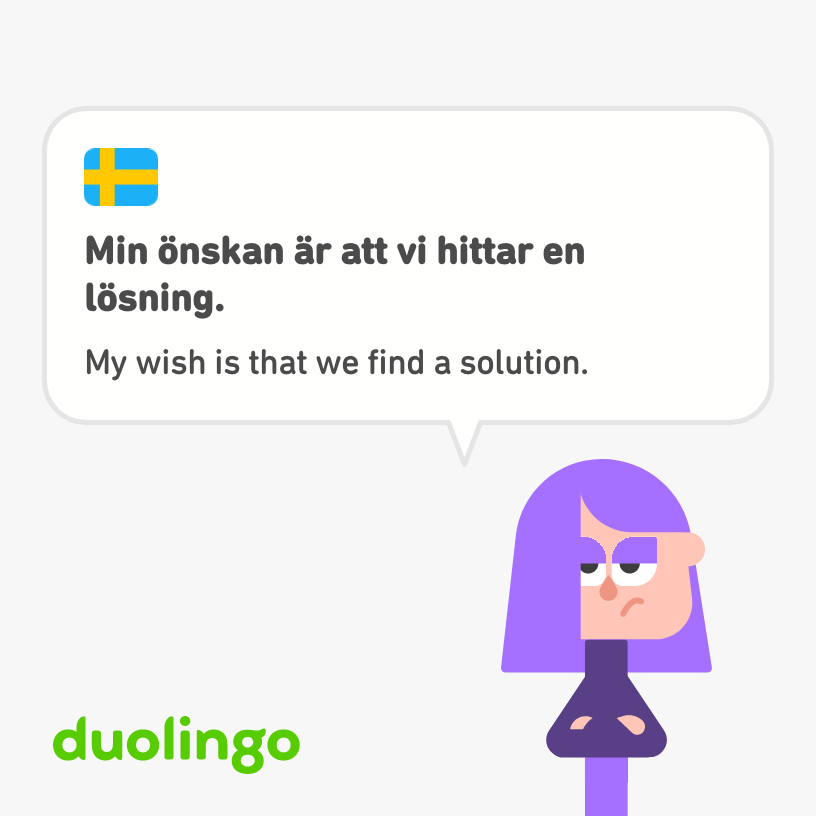 Min önskan är att vi hittar en
lösning.
My wish is that we find a solution.
duolingo